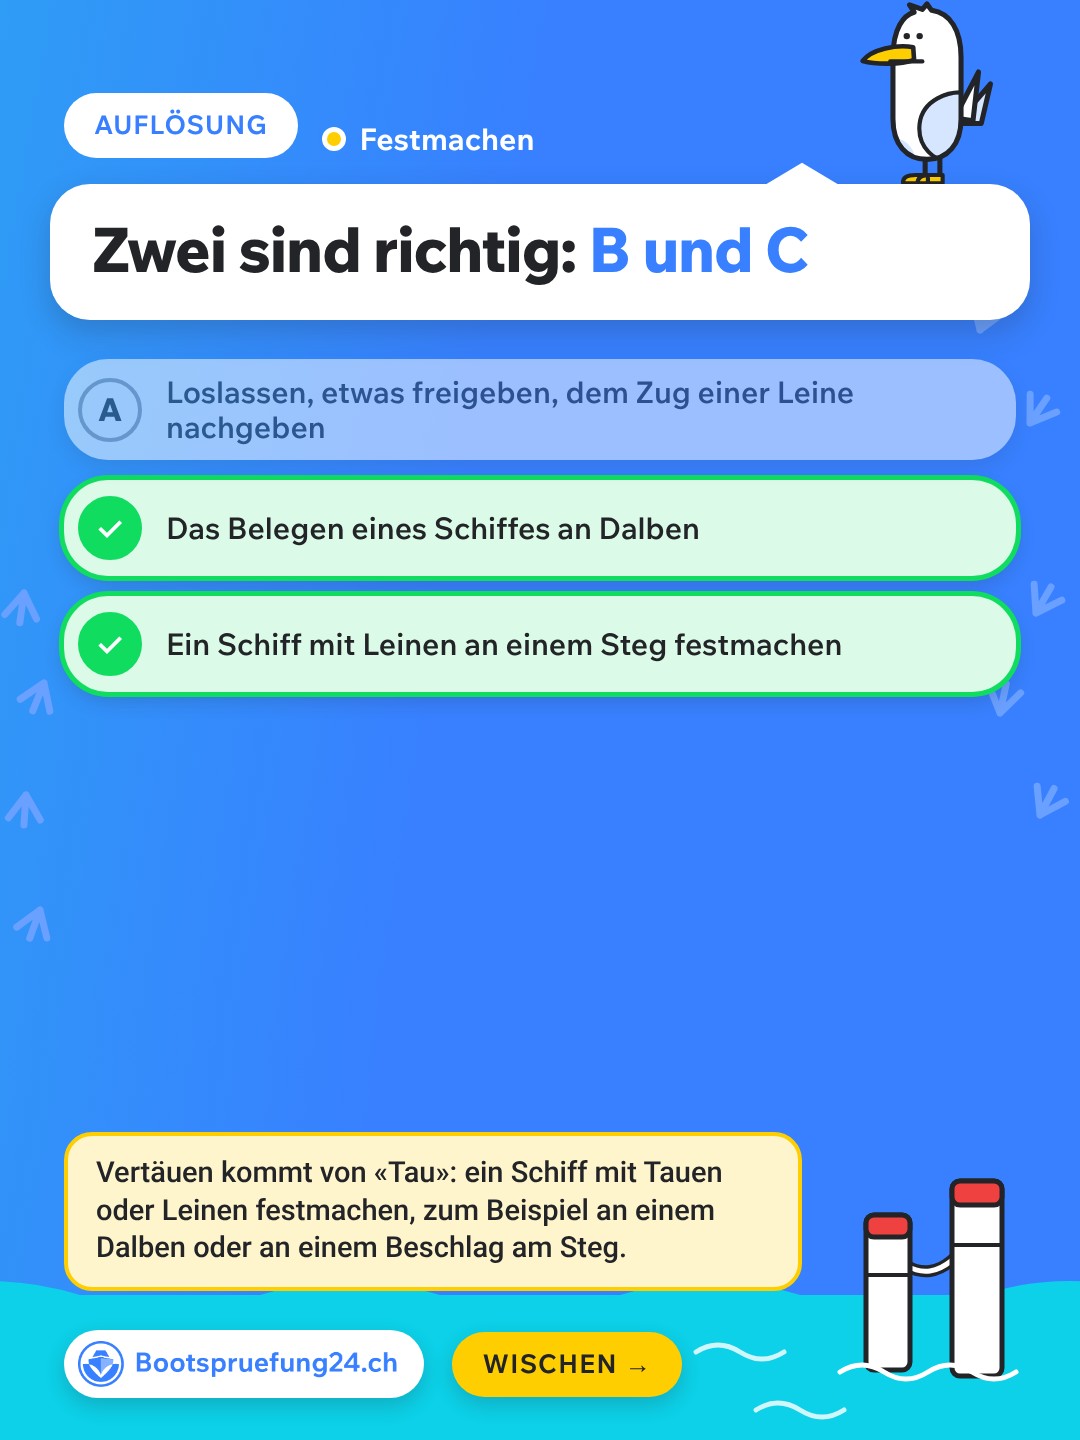 AUFLÖSUNG
Festmachen
Zwei sind richtig: B und C
A
Loslassen, etwas freigeben, dem Zug einer Leine
nachgeben
Das Belegen eines Schiffes an Dalben
Ein Schiff mit Leinen an einem Steg festmachen
Vertäuen kommt von «Tau»: ein Schiff mit Tauen
oder Leinen festmachen, zum Beispiel an einem
Dalben oder an einem Beschlag am Steg.
Bootspruefung24.ch
WISCHEN →